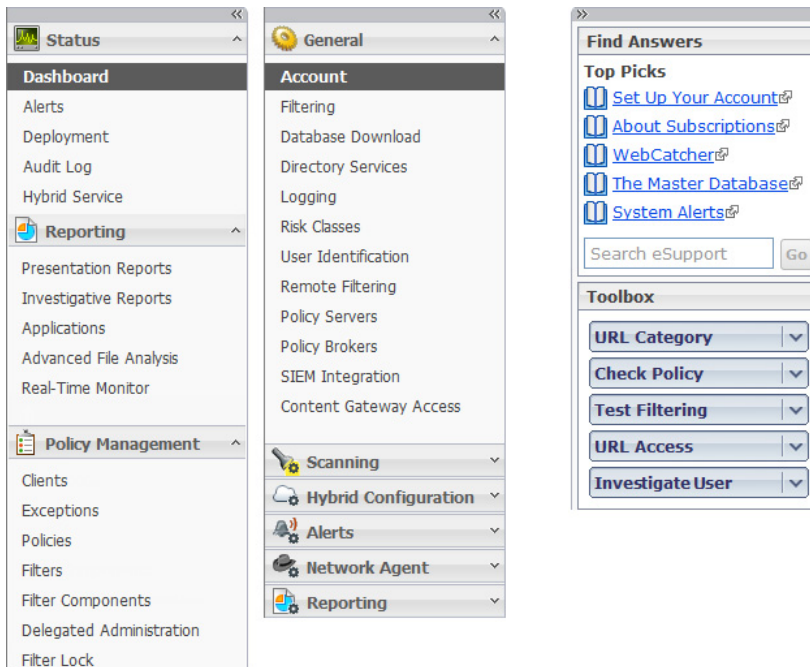 Status
Dashboard
Alerts
Deployment
Audit Log
Hybrid Service
Reporting
Presentation Reports
Investigative Reports
Applications
Advanced File Analysis
Real-Time Monitor
Policy Management
Clients
Exceptions
Policies
Filters
Filter Components
Delegated Administration
Filter Lock
General
Account
Filtering
Database Download
Directory Services
Logging
Risk Classes
User Identification
Remote Filtering
Policy Servers
Policy Brokers
SIEM Integration
Content Gateway Access
Scanning
Hybrid Configuration
Alerts
Network Agent
Reporting
Find Answers
Top Picks
Set Up Your Account
About Subscriptions
WebCatcher
The Master Database
System Alerts
Search eSupport Go
Toolbox
URL Category
Check Policy
Test Filtering
URL Access
Investigate User